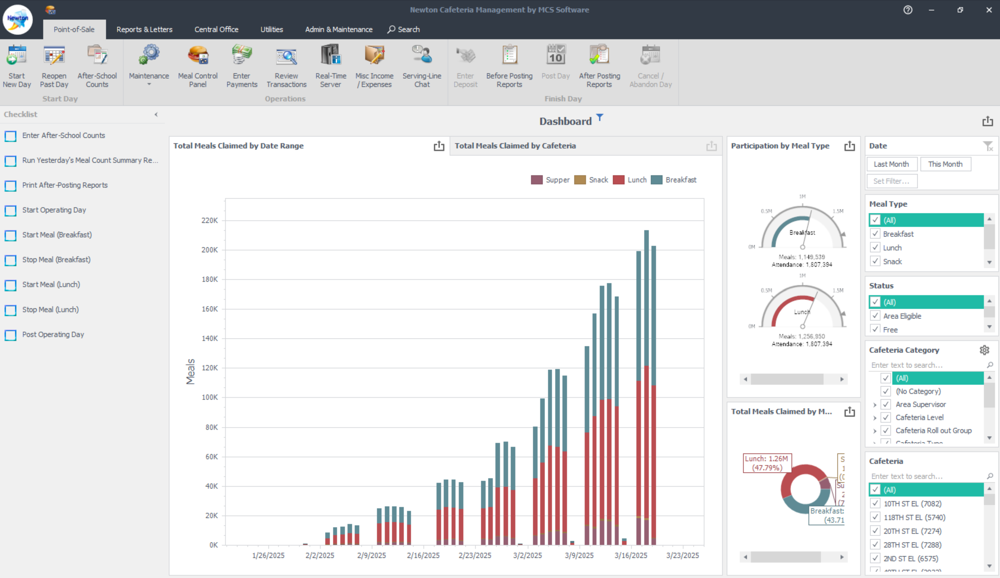 Newton
Newton Cafeteria Management by MCS Software
Point-of-Sale
Reports & Letters
Central Office
Utilities
Admin & Maintenance
Search
Start
New Day
Reopen
Past Day
After-School
Counts
Start Day
Maintenance
Meal Control
Panel
Enter
Payments
Review
Transactions
Real-Time
Server
Misc Income
/ Expenses
Serving-Line
Chat
Operations
Enter
Deposit
Before Posting
Reports
10
Post Day
After Posting
Reports
Cancel /
Abandon Day
Finish Day
Checklist
Enter After-School Counts
Run Yesterday's Meal Count Summary Re...
Print After-Posting Reports
Start Operating Day
Start Meal (Breakfast)
Stop Meal (Breakfast)
Start Meal (Lunch)
Stop Meal (Lunch)
Post Operating Day
Dashboard
Total Meals Claimed by Date Range
Total Meals Claimed by Cafeteria
Supper
Snack
Lunch
Breakfast
Meals
220K
200K
180K
160K
140K
120K
100K
80K
60K
40K
20K
0K
1/26/2025
2/2/2025
2/9/2025
2/16/2025
2/23/2025
3/2/2025
3/9/2025
3/16/2025
3/23/2025
Participation by Meal Type
0M
0.5M
1M
1.5M
Breakfast
Meals: 1,149,539
Attendance: 1,807,394
0M
0.5M
1M
1.5M
Lunch
Meals: 1,256,950
Attendance: 1,807,394
Total Meals Claimed by M...
Lunch: 1.26M
(47.79%)
S
1
(0
Su
2
(7
Breakfast:
(43.71
Date
Last Month
This Month
Set Filter...
Meal Type
(All)
Breakfast
Lunch
Snack
Status
(All)
Area Eligible
Free
Cafeteria Category
Enter text to search...
(All)
(No Category)
Area Supervisor
Cafeteria Level
Cafeteria Roll out Group
Cafeteria Type
Cafeteria
Enter text to search...
(All)
10TH ST EL (7082)
118TH ST EL (5740)
20TH ST EL (7274)
28TH ST EL (7288)
2ND ST EL (6575)